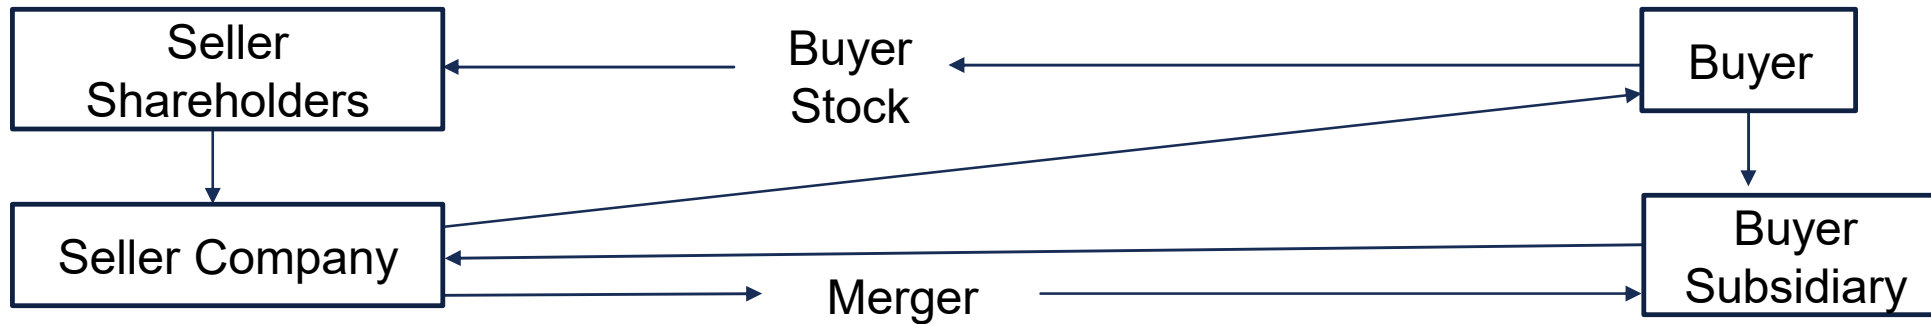 Seller
Shareholders
Buyer
Stock
Buyer
Seller Company
Merger
Buyer
Subsidiary